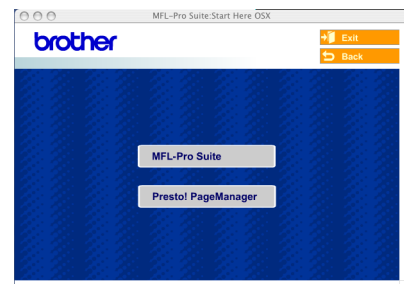 MFL-Pro Suite:Start Here OSX
brother
Exit
Back
MFL-Pro Suite
Presto! PageManager